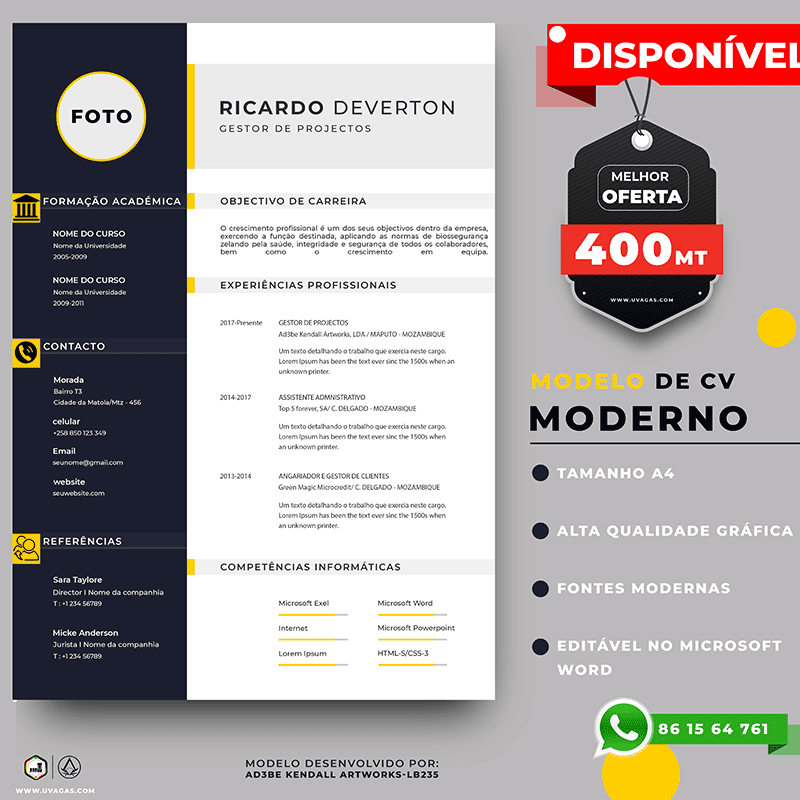 FOTO
RICARDO DEVERTON
GESTOR DE PROJECTOS
FORMAÇÃO ACADÉMICA
NOME DO CURSO
Nome da Universidade
2005-2009
NOME DO CURSO
Nome da Universidade
2009-2011
CONTACTO
Morada
Bairro T3
Cidade da Matola/Mtz - 456
celular
+258 850 123 349
Email
seunome@gmail.com
website
seuwebsite.com
REFERÊNCIAS
Sara Taylore
Director I Nome da companhia
T : +1 234 56789
Micke Anderson
Jurista I Nome da companhia
T : +1 234 56789
OBJECTIVO DE CARREIRA
O crescimento profissional é um dos seus objectivos dentro da empresa,
exercendo a função destinada, aplicando as normas de biossegurança
zelando pela saúde, integridade e segurança de todos os colaboradores,
bem como o crescimento em equipa.
EXPERIÊNCIAS PROFISSIONAIS
2017-Presente GESTOR DE PROJECTOS
Ad3be Kendall Artworks, LDA / MAPUTO - MOZAMBIQUE
Um texto detalhando o trabalho que exercia neste cargo.
Lorem Ipsum has been the text ever sinc the 1500s when an
unknown printer.
2014-2017 ASSISTENTE ADMNISTRATIVO
Top 5 forever, SA/ C. DELGADO - MOZAMBIQUE
Um texto detalhando o trabalho que exercia neste cargo.
Lorem Ipsum has been the text ever sinc the 1500s when
an unknown printer.
2013-2014 ANGARIADOR E GESTOR DE CLIENTES
Green Magic Microcredit/ C. DELGADO - MOZAMBIQUE
Um texto detalhando o trabalho que exercia neste cargo.
Lorem Ipsum has been the text ever sinc the 1500s when
an unknown printer.
COMPETÊNCIAS INFORMÁTICAS
Microsoft Exel Microsoft Word
Internet Microsoft Powerpoint
Lorem Ipsum HTML-S/CSS-3
DISPONÍVEL
MELHOR
OFERTA
400MT
WWW.UVAGAS.COM
MODELO DE CV
MODERNO
TAMANHO A4
ALTA QUALIDADE GRÁFICA
FONTES MODERNAS
EDITÁVEL NO MICROSOFT
WORD
86 15 64 761
MODELO DESENVOLVIDO POR:
AD3BE KENDALL ARTWORKS-LB235
WWW.UVAGAS.COM